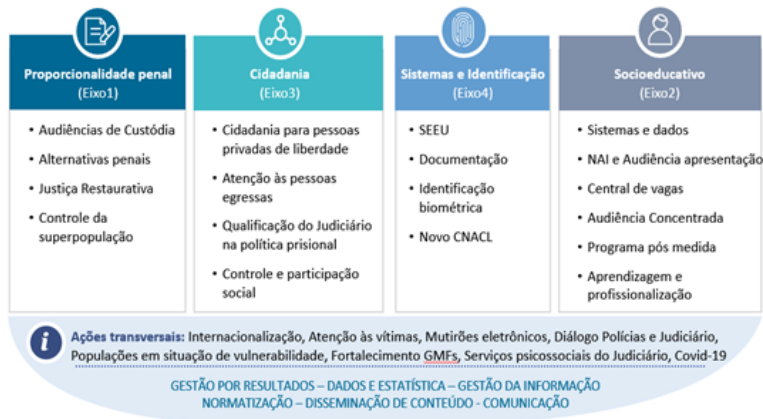 Proporcionalidade penal
(Eixo1)
• Audiências de Custódia
• Alternativas penais
• Justiça Restaurativa
• Controle da
superpopulação
Cidadania
(Eixo3)
• Cidadania para pessoas
privadas de liberdade
• Atenção às pessoas
egressas
• Qualificação do Judiciário
na política prisional
• Controle e participação
social
Sistemas e Identificação
(Eixo4)
• SEEU
• Documentação
• Identificação
biométrica
• Novo CNACL
Socioeducativo
(Eixo2)
• Sistemas e dados
• NAI e Audiência apresentação
• Central de vagas
• Audiência Concentrada
• Programa pós medida
• Aprendizagem e
profissionalização
i
Ações transversais: Internacionalização, Atenção às vítimas, Mutirões eletrônicos, Diálogo Polícias e Judiciário,
Populações em situação de vulnerabilidade, Fortalecimento GMFs, Serviços psicossociais do Judiciário, Covid-19
GESTÃO POR RESULTADOS – DADOS E ESTATÍSTICA – GESTÃO DA INFORMAÇÃO
NORMATIZAÇÃO – DISSEMINAÇÃO DE CONTEÚDO - COMUNICAÇÃO